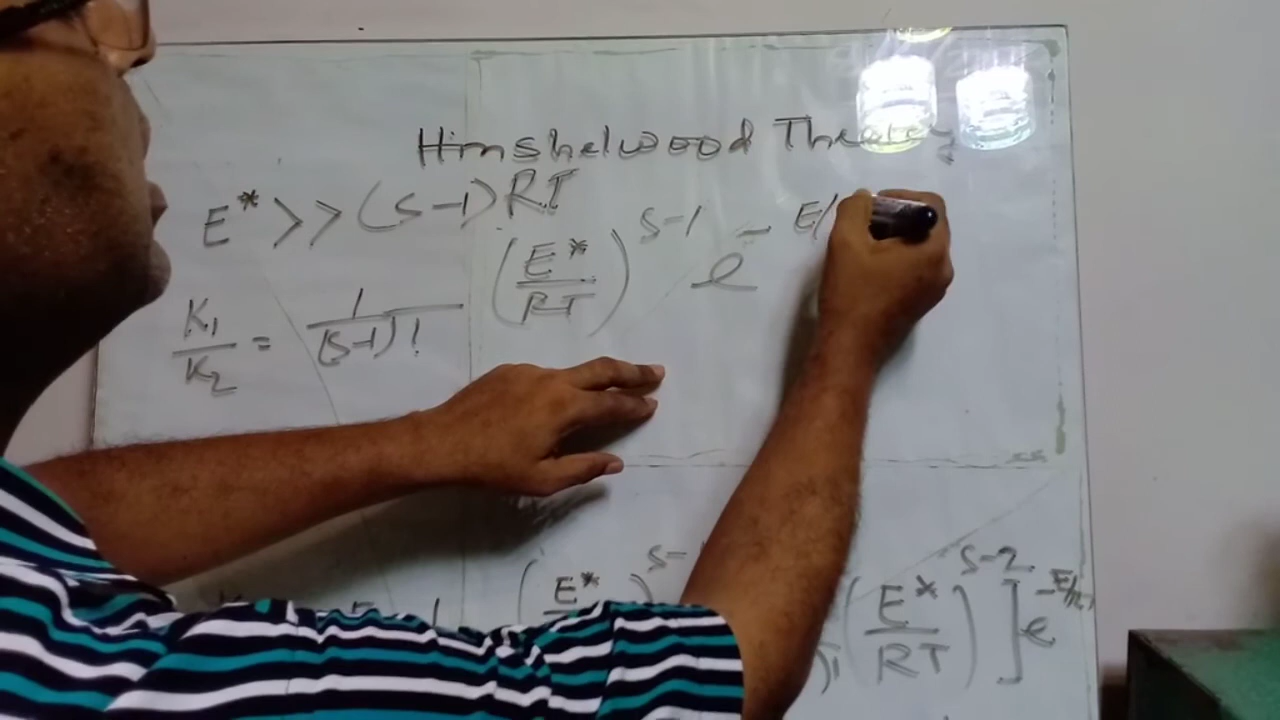 Hinshelwood Theory
E* >> (S-1) RT
K₁/K₂ = 1/(S-1)! (E*/RT)^(S-1) e^(-E/
(E*/ )^(S- (E*/RT)^(S-2) ] e^(-E/RT)